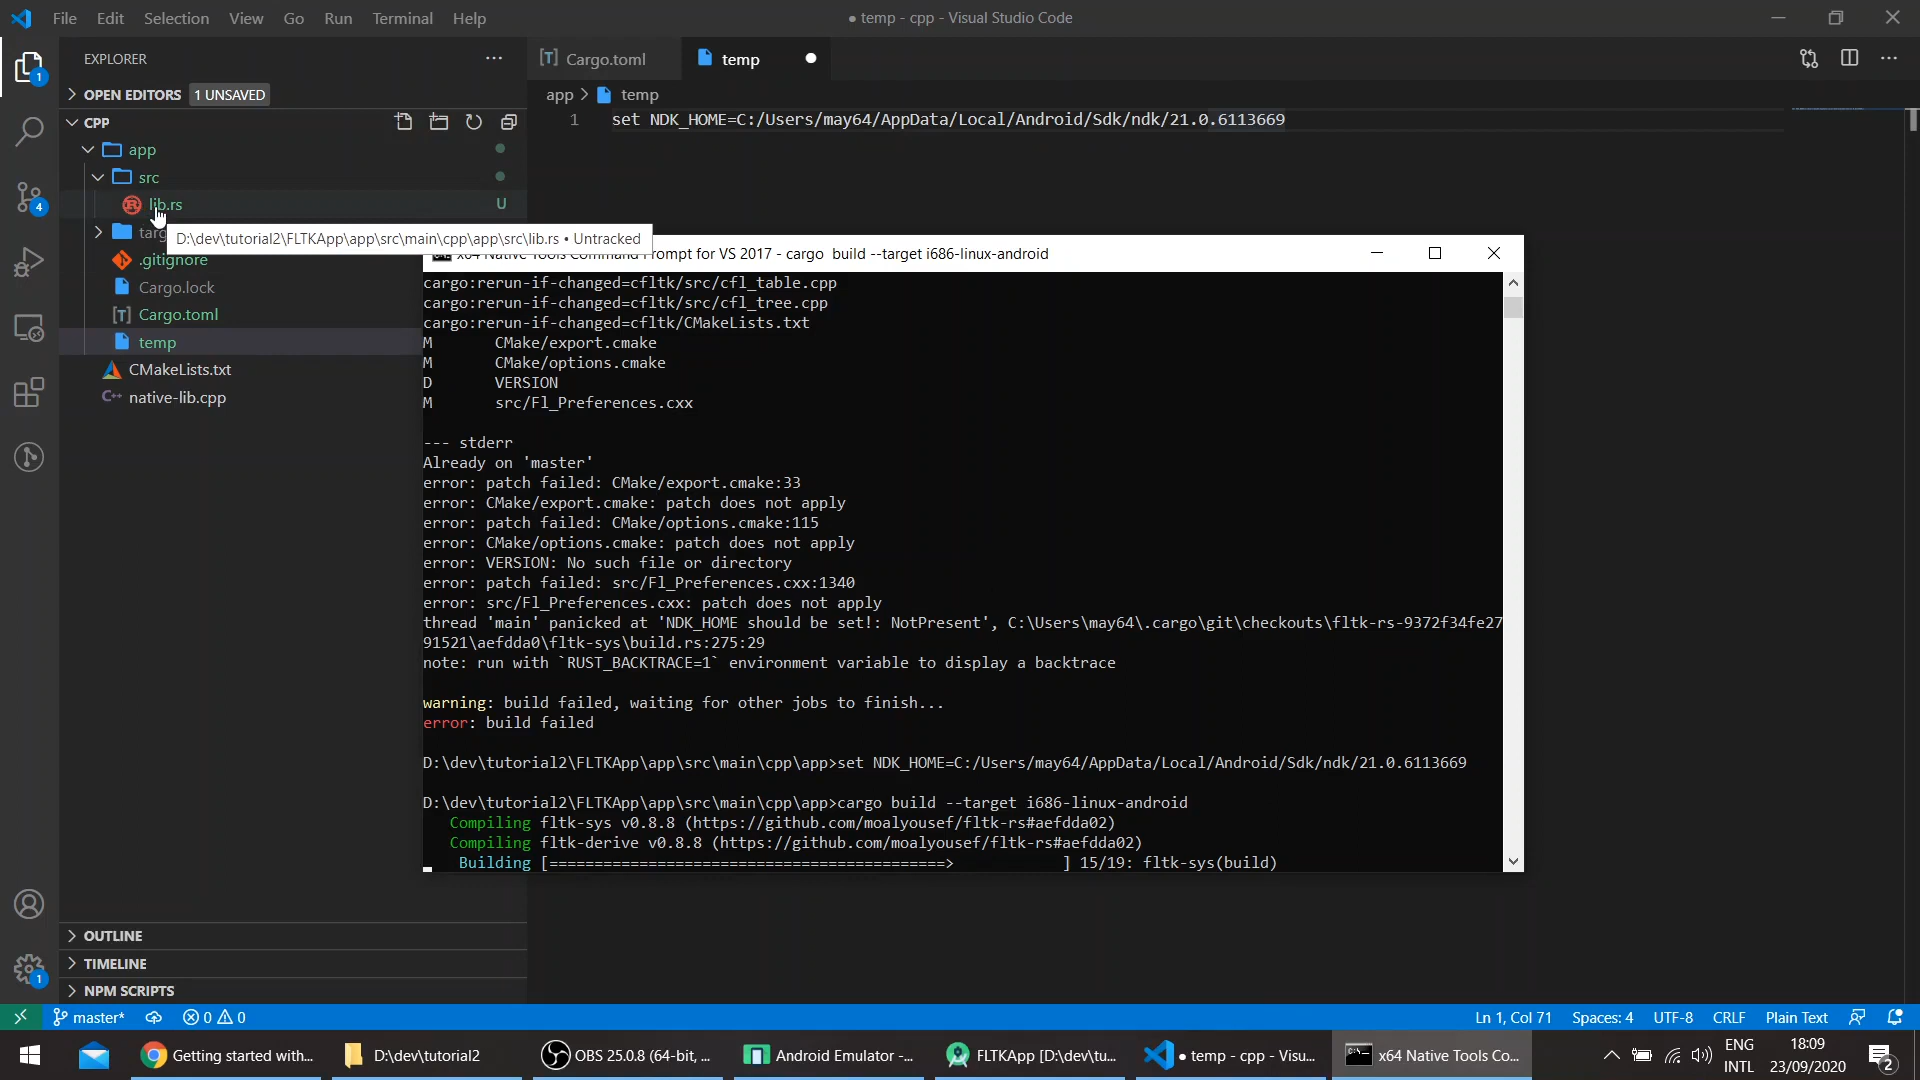 File Edit Selection View Go Run Terminal Help
● temp - cpp - Visual Studio Code
EXPLORER
OPEN EDITORS 1 UNSAVED
CPP
app
src
lib.rs U
targ
D:\dev\tutorial2\FLTKApp\app\src\main\cpp\app\src\lib.rs • Untracked
.gitignore
Cargo.lock
Cargo.toml
temp
CMakeLists.txt
C++ native-lib.cpp
OUTLINE
TIMELINE
NPM SCRIPTS
1
4
1
Cargo.toml
temp
app > temp
1 set NDK_HOME=C:/Users/may64/AppData/Local/Android/Sdk/ndk/21.0.6113669
x64 Native Tools Command Prompt for VS 2017 - cargo build --target i686-linux-android
cargo:rerun-if-changed=cfltk/src/cfl_table.cpp
cargo:rerun-if-changed=cfltk/src/cfl_tree.cpp
cargo:rerun-if-changed=cfltk/CMakeLists.txt
M CMake/export.cmake
M CMake/options.cmake
D VERSION
M src/Fl_Preferences.cxx
--- stderr
Already on 'master'
error: patch failed: CMake/export.cmake:33
error: CMake/export.cmake: patch does not apply
error: patch failed: CMake/options.cmake:115
error: CMake/options.cmake: patch does not apply
error: VERSION: No such file or directory
error: patch failed: src/Fl_Preferences.cxx:1340
error: src/Fl_Preferences.cxx: patch does not apply
thread 'main' panicked at 'NDK_HOME should be set!: NotPresent', C:\Users\may64\.cargo\git\checkouts\fltk-rs-9372f34fe27
91521\aefdda0\fltk-sys\build.rs:275:29
note: run with `RUST_BACKTRACE=1` environment variable to display a backtrace
warning: build failed, waiting for other jobs to finish...
error: build failed
D:\dev\tutorial2\FLTKApp\app\src\main\cpp\app>set NDK_HOME=C:/Users/may64/AppData/Local/Android/Sdk/ndk/21.0.6113669
D:\dev\tutorial2\FLTKApp\app\src\main\cpp\app>cargo build --target i686-linux-android
Compiling fltk-sys v0.8.8 (https://github.com/moalyousef/fltk-rs#aefdda02)
Compiling fltk-derive v0.8.8 (https://github.com/moalyousef/fltk-rs#aefdda02)
Building [============================================> ] 15/19: fltk-sys(build)
master* 0 0
Ln 1, Col 71 Spaces: 4 UTF-8 CRLF Plain Text
Getting started with...
D:\dev\tutorial2
OBS 25.0.8 (64-bit, ...
Android Emulator -...
FLTKApp [D:\dev\tu...
● temp - cpp - Visu...
x64 Native Tools Co...
ENG
INTL
18:09
23/09/2020
2